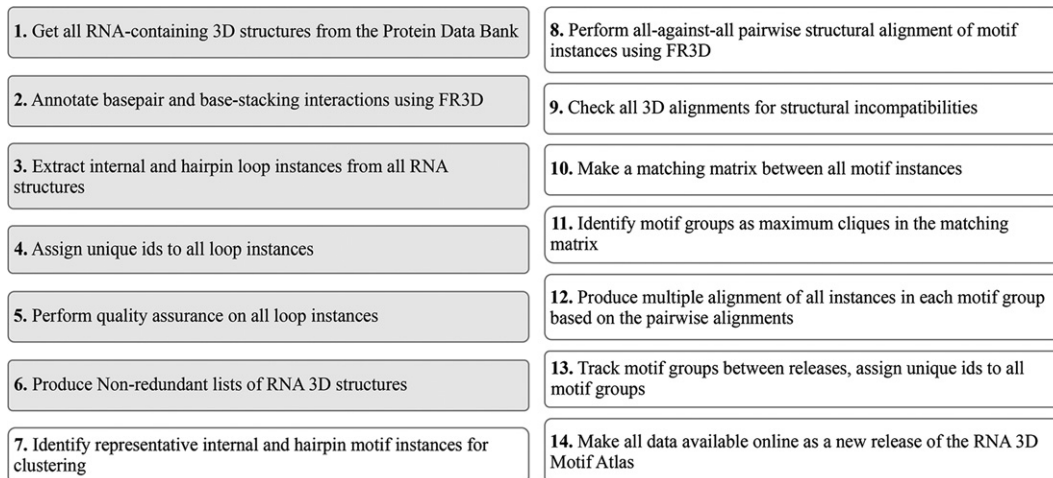 1. Get all RNA-containing 3D structures from the Protein Data Bank
2. Annotate basepair and base-stacking interactions using FR3D
3. Extract internal and hairpin loop instances from all RNA
structures
4. Assign unique ids to all loop instances
5. Perform quality assurance on all loop instances
6. Produce Non-redundant lists of RNA 3D structures
7. Identify representative internal and hairpin motif instances for
clustering
8. Perform all-against-all pairwise structural alignment of motif
instances using FR3D
9. Check all 3D alignments for structural incompatibilities
10. Make a matching matrix between all motif instances
11. Identify motif groups as maximum cliques in the matching
matrix
12. Produce multiple alignment of all instances in each motif group
based on the pairwise alignments
13. Track motif groups between releases, assign unique ids to all
motif groups
14. Make all data available online as a new release of the RNA 3D
Motif Atlas